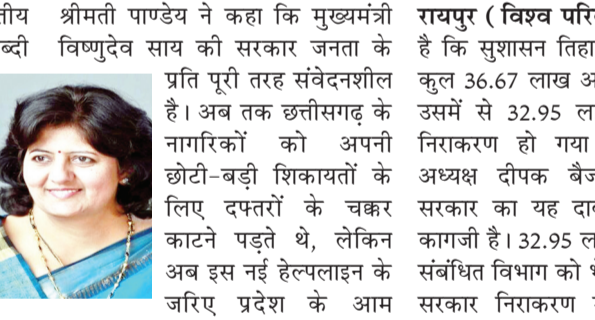 तीय
ब्दी
श्रीमती पाण्डेय ने कहा कि मुख्यमंत्री
विष्णुदेव साय की सरकार जनता के
प्रति पूरी तरह संवेदनशील
है। अब तक छत्तीसगढ़ के
नागरिकों को अपनी
छोटी-बड़ी शिकायतों के
लिए दफ्तरों के चक्कर
काटने पड़ते थे, लेकिन
अब इस नई हेल्पलाइन के
जरिए प्रदेश के आम
रायपुर ( विश्व परि
है कि सुशासन तिहा
कुल 36.67 लाख अ
उसमें से 32.95 ल
निराकरण हो गया
अध्यक्ष दीपक बैज
सरकार का यह दाव
कागजी है। 32.95 ल
संबंधित विभाग को भे
सरकार निराकरण